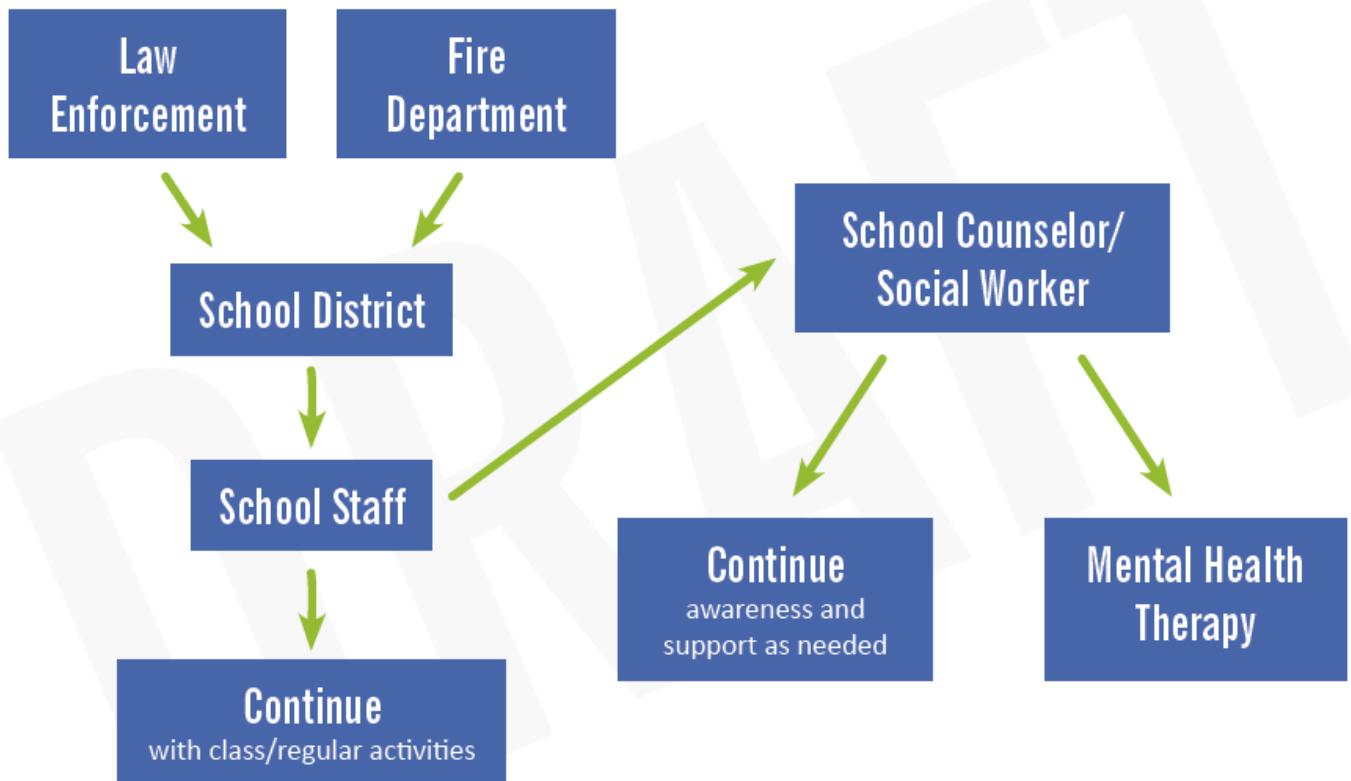 Law
Enforcement
Fire
Department
School District
School Staff
Continue
with class/regular activities
School Counselor/
Social Worker
Continue
awareness and
support as needed
Mental Health
Therapy
DRAFT